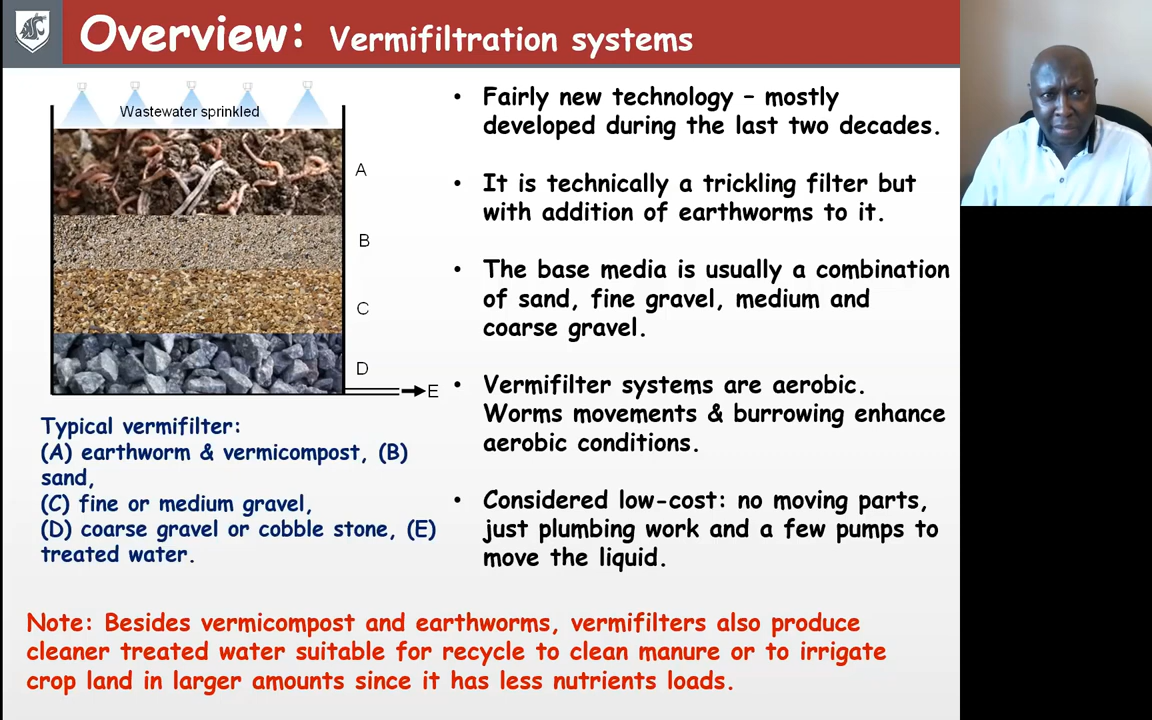 Overview: Vermifiltration systems
Wastewater sprinkled
A
B
C
D
E
Typical vermifilter:
(A) earthworm & vermicompost, (B)
sand,
(C) fine or medium gravel,
(D) coarse gravel or cobble stone, (E)
treated water.
• Fairly new technology – mostly
developed during the last two decades.
• It is technically a trickling filter but
with addition of earthworms to it.
• The base media is usually a combination
of sand, fine gravel, medium and
coarse gravel.
• Vermifilter systems are aerobic.
Worms movements & burrowing enhance
aerobic conditions.
• Considered low-cost: no moving parts,
just plumbing work and a few pumps to
move the liquid.
Note: Besides vermicompost and earthworms, vermifilters also produce
cleaner treated water suitable for recycle to clean manure or to irrigate
crop land in larger amounts since it has less nutrients loads.